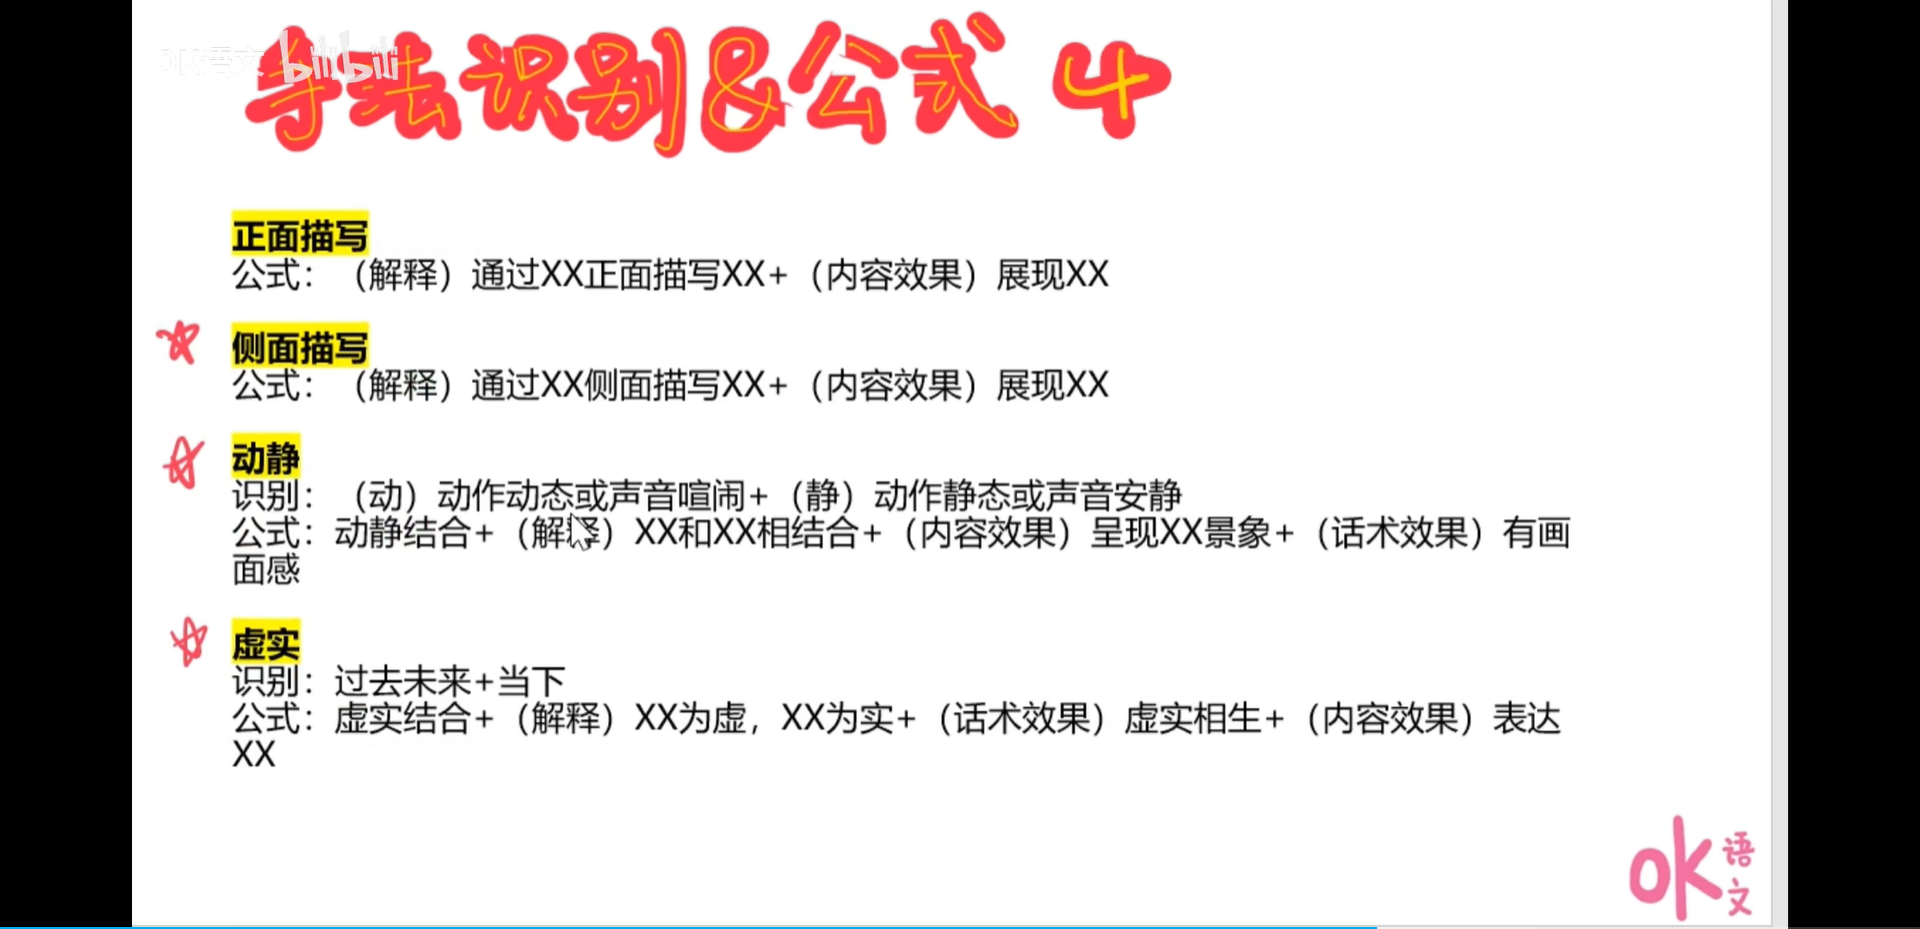 OK语文 bilibili
手法识别&公式 4
正面描写
公式：（解释）通过XX正面描写XX+（内容效果）展现XX
侧面描写
公式：（解释）通过XX侧面描写XX+（内容效果）展现XX
动静
识别：（动）动作动态或声音喧闹+（静）动作静态或声音安静
公式：动静结合+（解释）XX和XX相结合+（内容效果）呈现XX景象+（话术效果）有画
面感
虚实
识别：过去未来+当下
公式：虚实结合+（解释）XX为虚，XX为实+（话术效果）虚实相生+（内容效果）表达
XX
OK语文